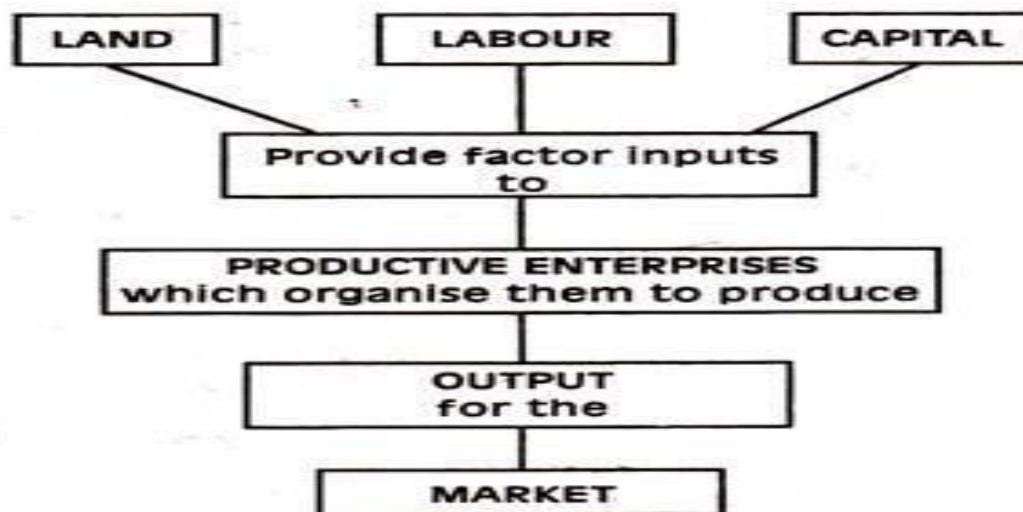 LAND
LABOUR
CAPITAL
Provide factor inputs
to
PRODUCTIVE ENTERPRISES
which organise them to produce
OUTPUT
for the
MARKET